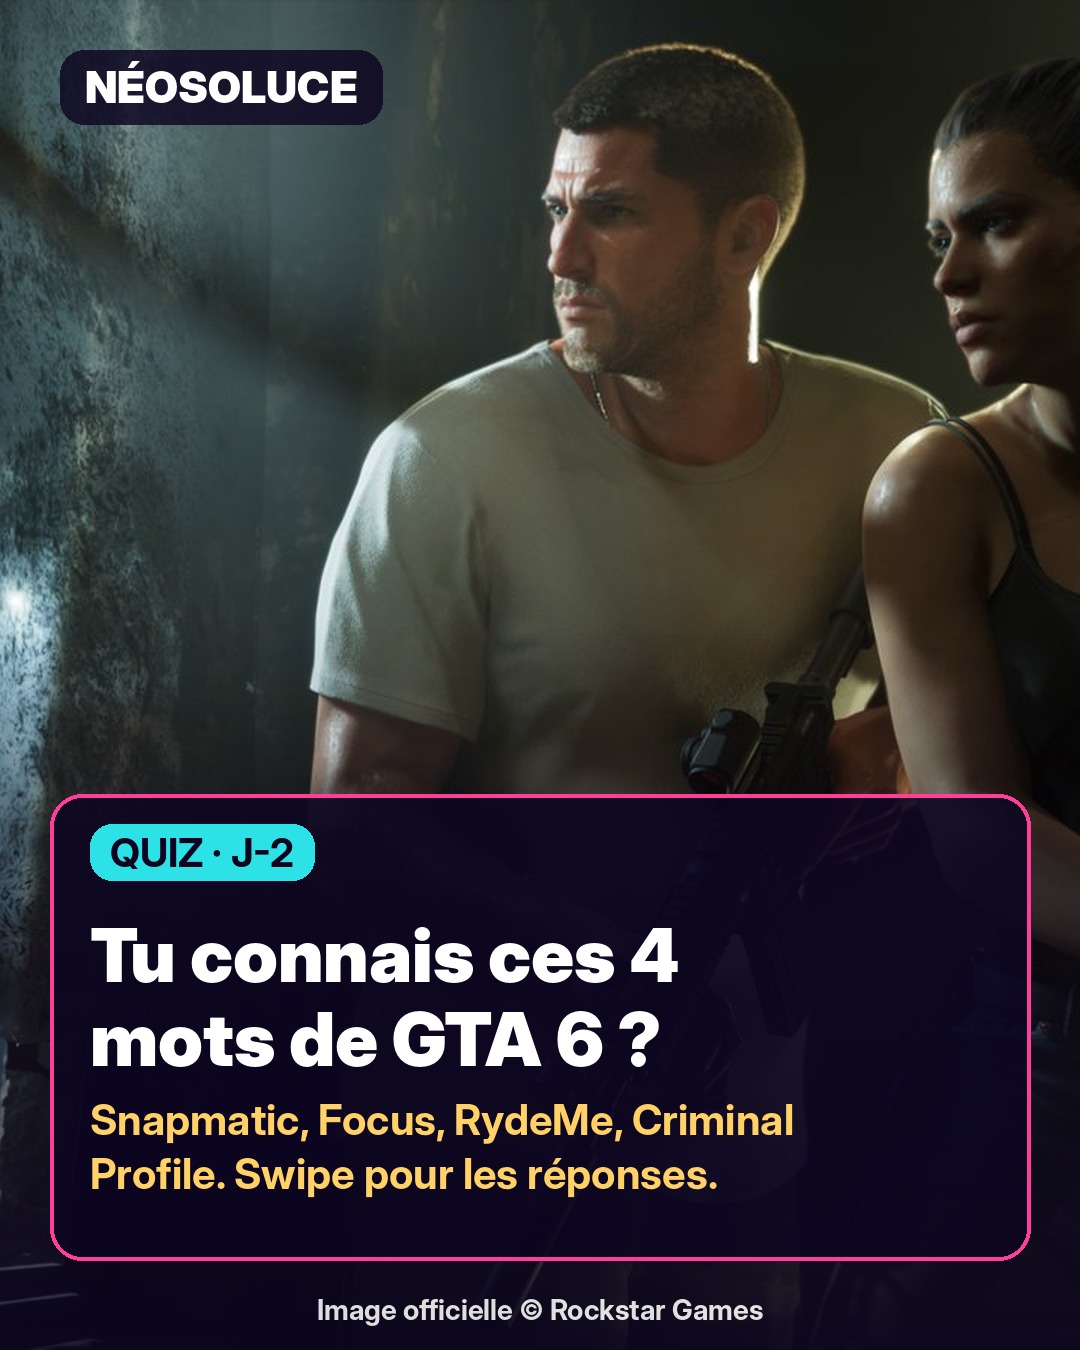 NÉOSOLUCE
QUIZ · J-2
Tu connais ces 4
mots de GTA 6 ?
Snapmatic, Focus, RydeMe, Criminal
Profile. Swipe pour les réponses.
Image officielle © Rockstar Games